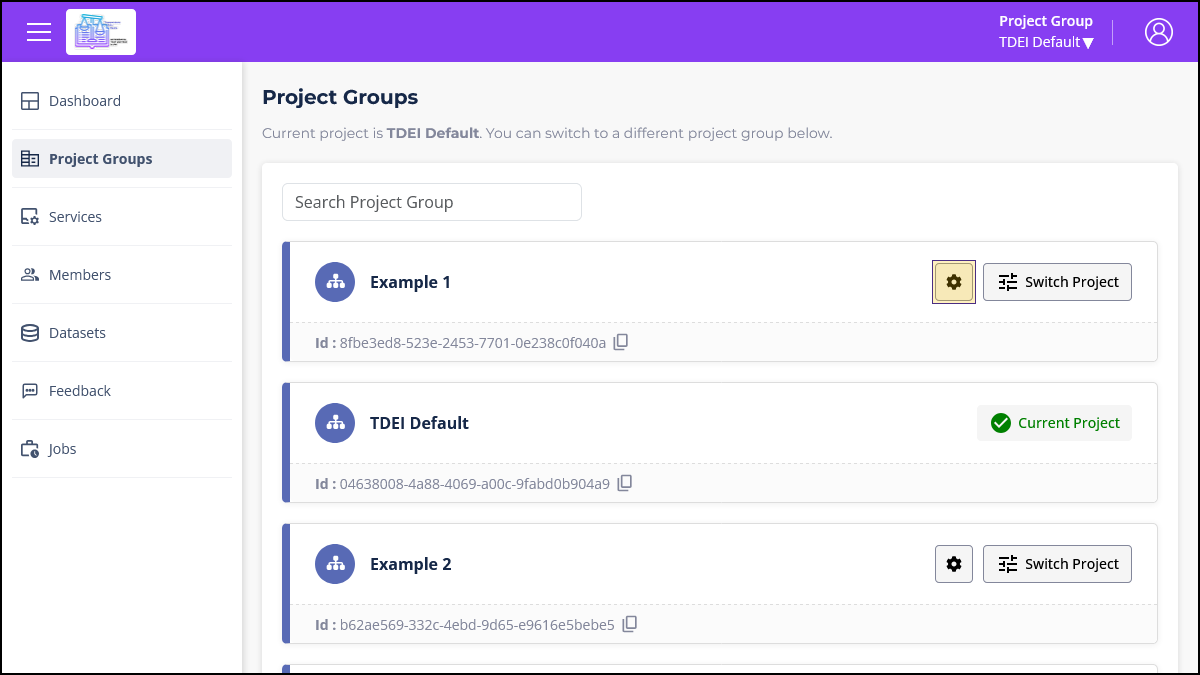 Project Group
TDEI Default
Dashboard
Project Groups
Services
Members
Datasets
Feedback
Jobs
Project Groups
Current project is TDEI Default. You can switch to a different project group below.
Search Project Group
Example 1
Switch Project
Id : 8fbe3ed8-523e-2453-7701-0e238c0f040a
TDEI Default
Current Project
Id : 04638008-4a88-4069-a00c-9fabd0b904a9
Example 2
Switch Project
Id : b62ae569-332c-4ebd-9d65-e9616e5bebe5